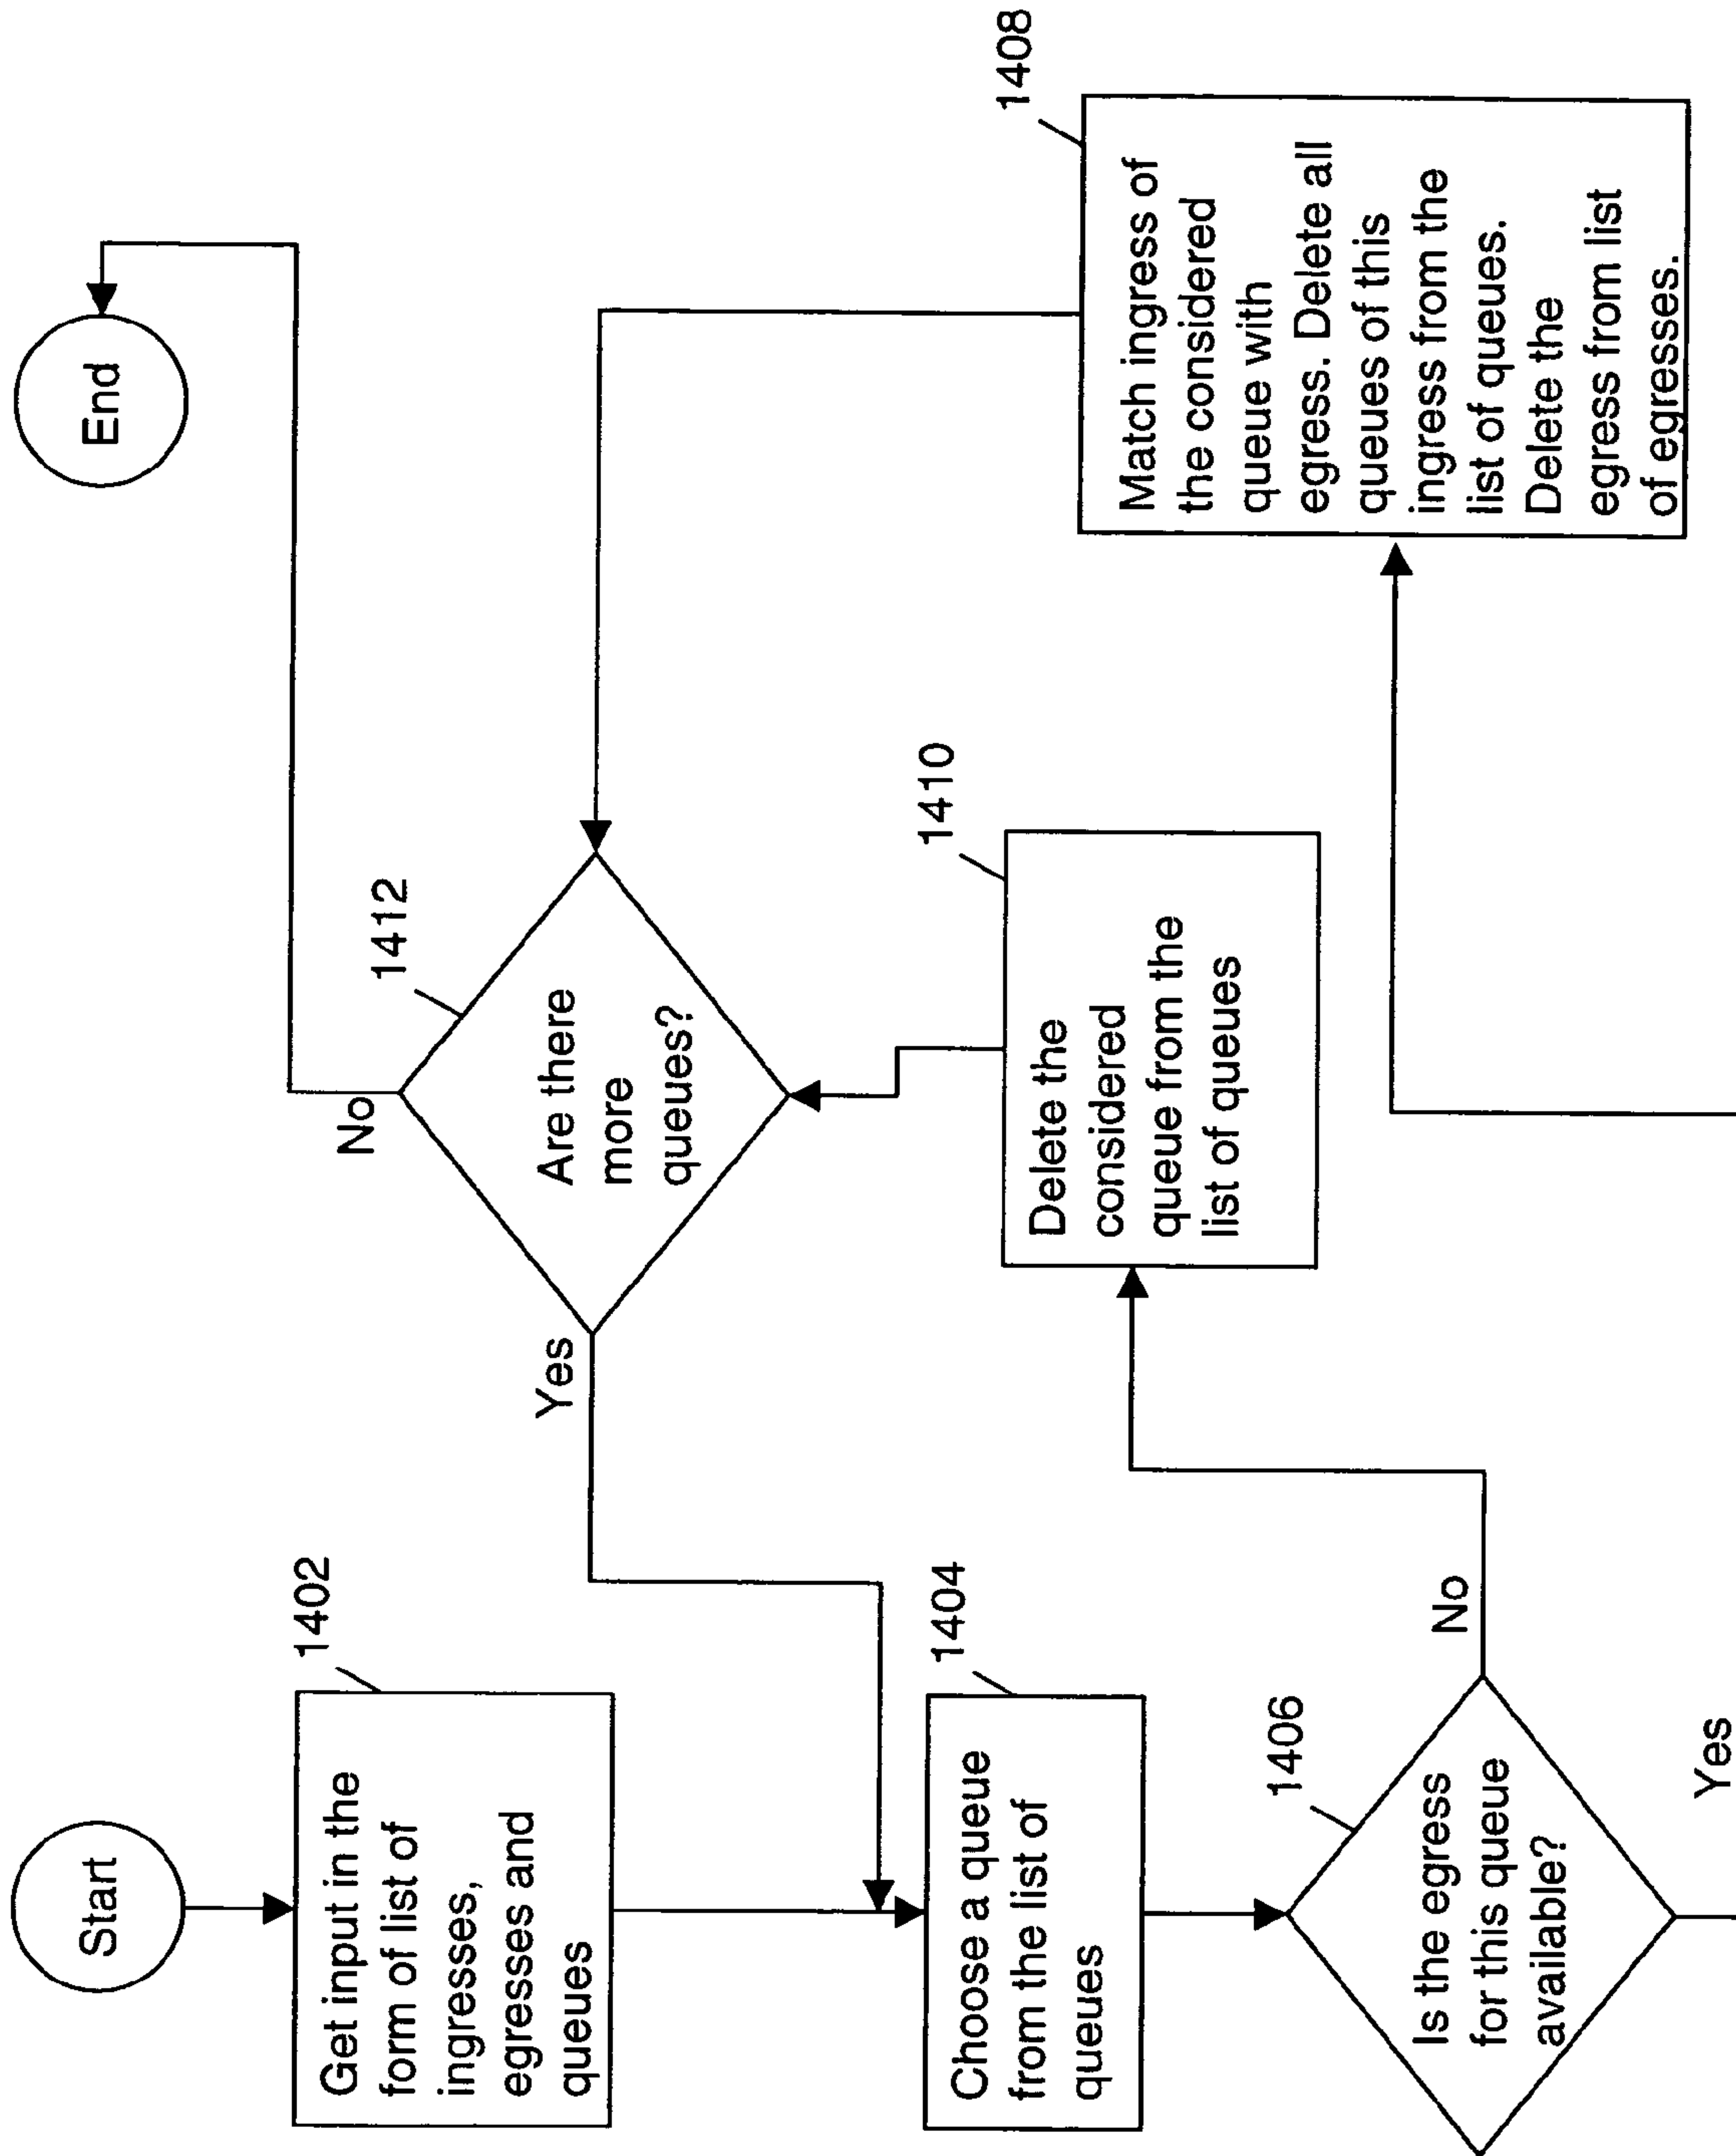 Start
1402
Get input in the
form of list of
ingresses,
egresses and
queues
1404
Choose a queue
from the list of
queues
1406
Is the egress
for this queue
available?
No
Yes
1410
Delete the
considered
queue from the
list of queues
1412
Are there
more
queues?
Yes
No
1408
Match ingress of
the considered
queue with
egress. Delete all
queues of this
ingress from the
list of queues.
Delete the
egress from list
of egresses.
End